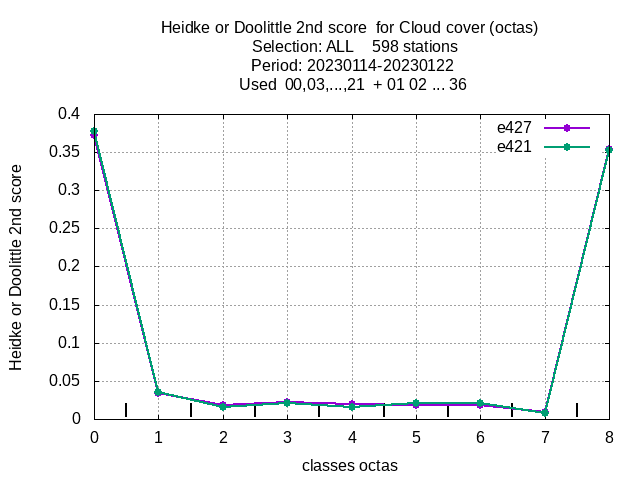 Heidke or Doolittle 2nd score  for Cloud cover (octas)
Selection: ALL    598 stations
Period: 20230114-20230122
Used  00,03,...,21  + 01 02 ... 36
Heidke or Doolittle 2nd score
0.4
0.35
0.3
0.25
0.2
0.15
0.1
0.05
0
e427
e421
0 1 2 3 4 5 6 7 8
classes octas